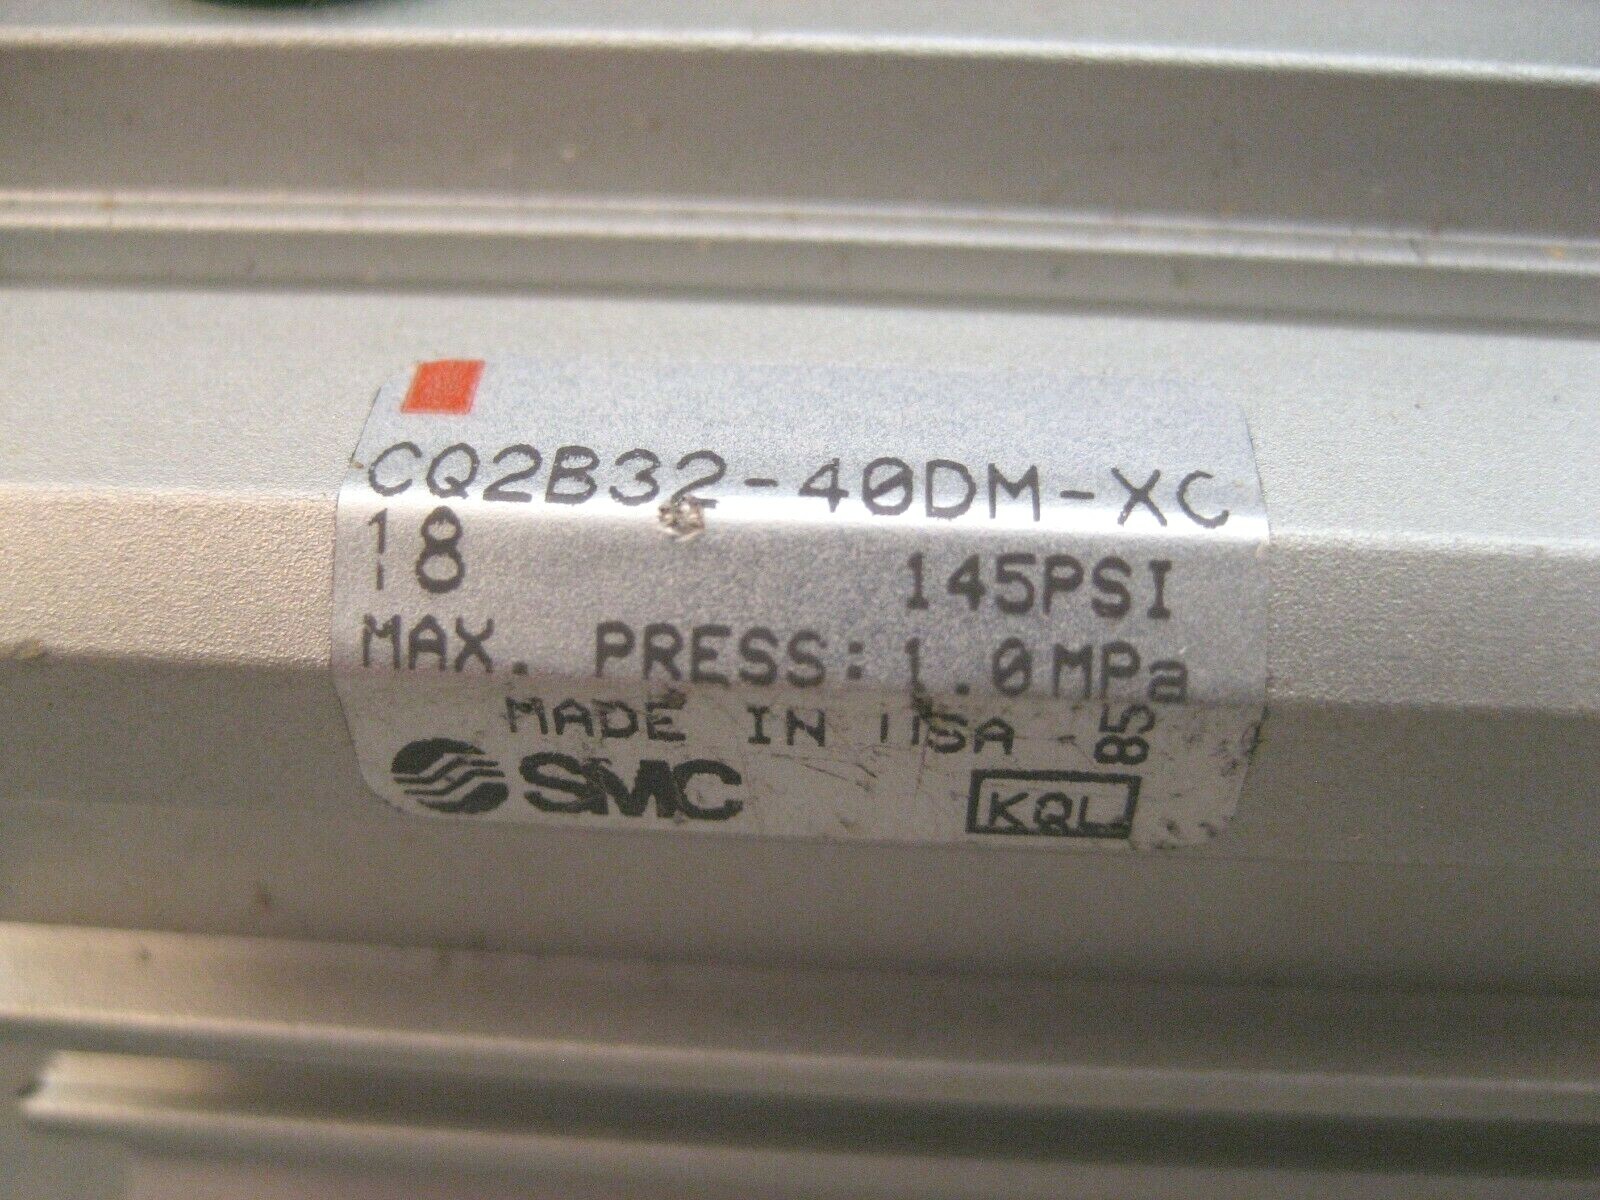 CQ2B32-40DM-XC
18
145PSI
MAX. PRESS: 1.0MPa
MADE IN USA
85
SMC
KQL